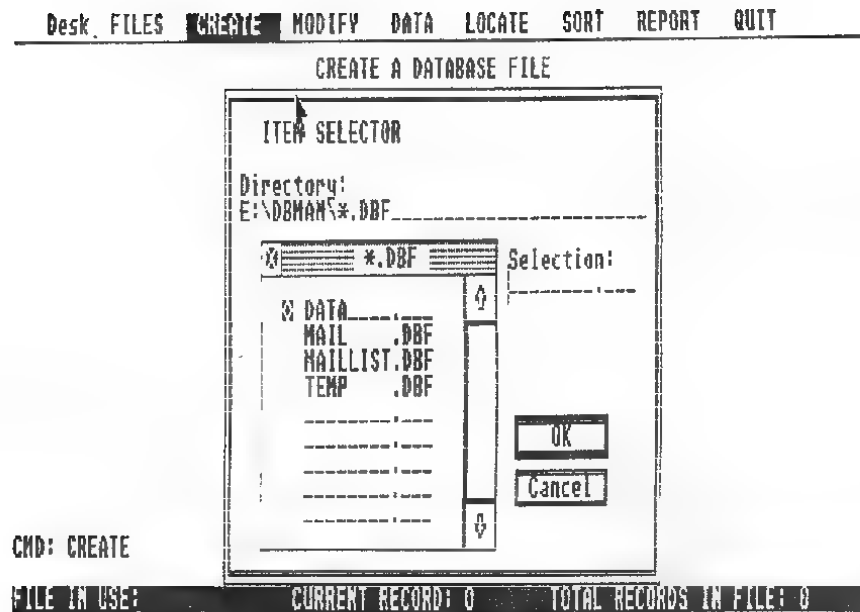 Desk FILES CREATE MODIFY DATA LOCATE SORT REPORT QUIT
CREATE A DATABASE FILE
ITEM SELECTOR
Directory:
E:\DBMAN\*.DBF
*.DBF
Selection:
DATA
MAIL .DBF
MAILLIST.DBF
TEMP .DBF
OK
Cancel
CMD: CREATE
FILE IN USE: CURRENT RECORD: 0 TOTAL RECORDS IN FILE: 0